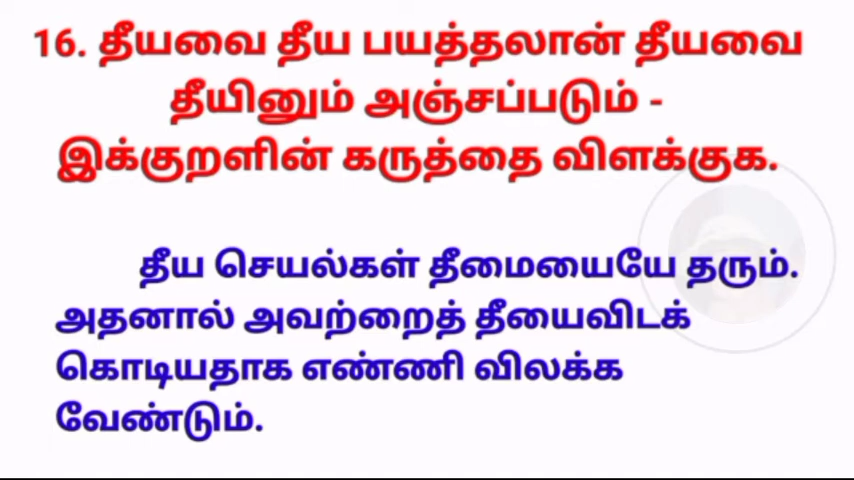 16. தீயவை தீய பயத்தலான் தீயவை
தீயினும் அஞ்சப்படும் -
இக்குறளின் கருத்தை விளக்குக.
தீய செயல்கள் தீமையையே தரும்.
அதனால் அவற்றைத் தீயைவிடக்
கொடியதாக எண்ணி விலக்க
வேண்டும்.